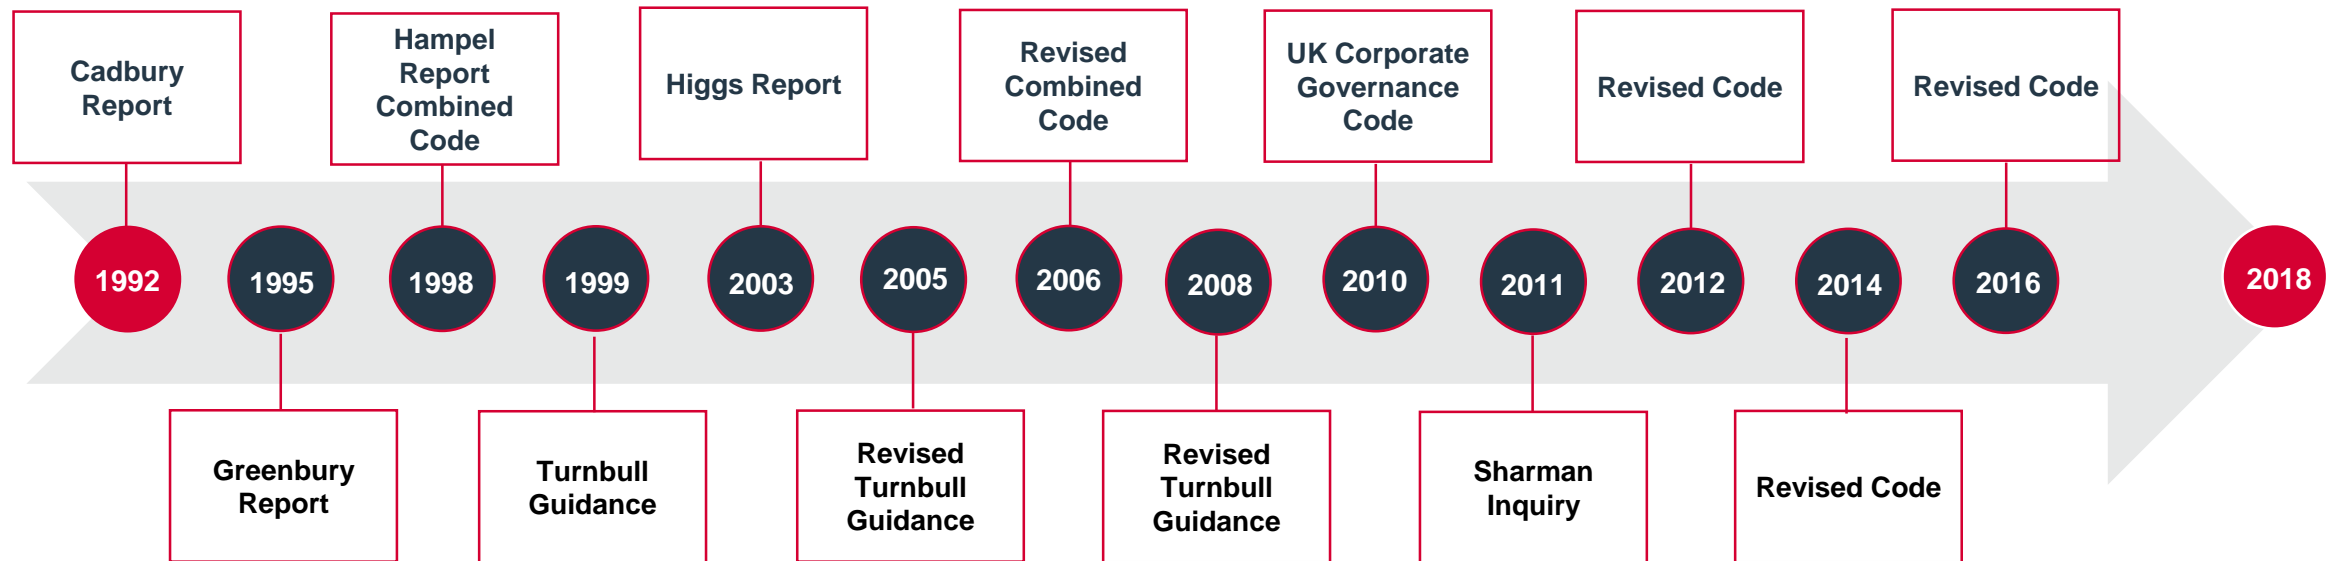 Cadbury
Report
Hampel
Report
Combined
Code
Higgs Report
Revised
Combined
Code
UK Corporate
Governance
Code
Revised Code
Revised Code
1992
1995
1998
1999
2003
2005
2006
2008
2010
2011
2012
2014
2016
2018
Greenbury
Report
Turnbull
Guidance
Revised
Turnbull
Guidance
Revised
Turnbull
Guidance
Sharman
Inquiry
Revised Code